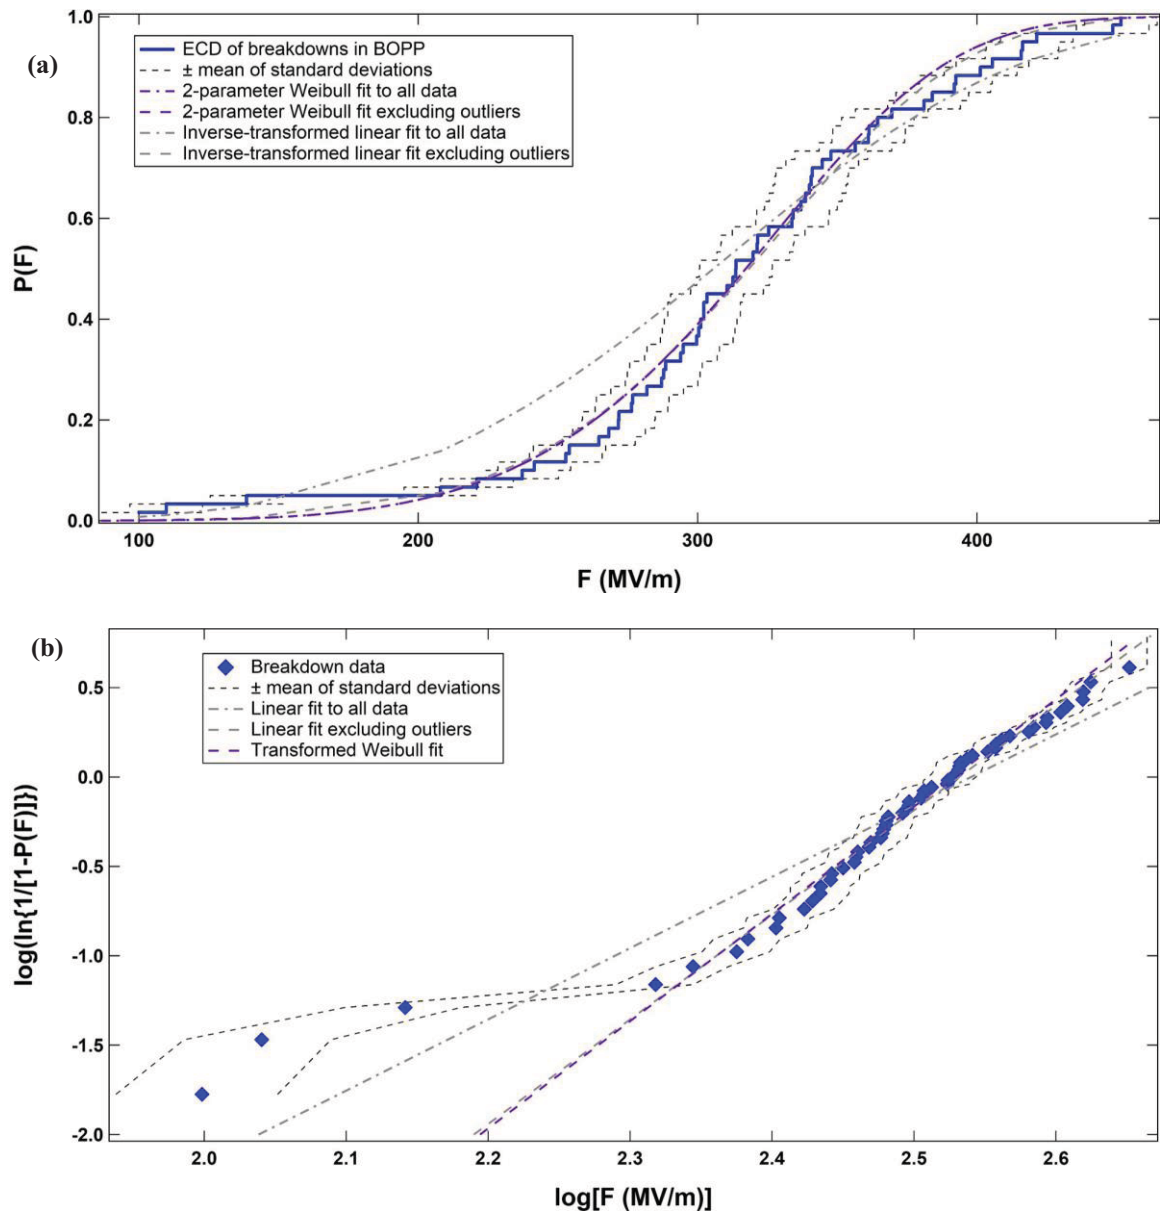 (a)
1.0
0.8
0.6
0.4
0.2
0.0
P(F)
ECD of breakdowns in BOPP
± mean of standard deviations
2-parameter Weibull fit to all data
2-parameter Weibull fit excluding outliers
Inverse-transformed linear fit to all data
Inverse-transformed linear fit excluding outliers
100 200 300 400
F (MV/m)
(b)
0.5
0.0
-0.5
-1.0
-1.5
-2.0
log(ln{1/[1-P(F)]})
Breakdown data
± mean of standard deviations
Linear fit to all data
Linear fit excluding outliers
Transformed Weibull fit
2.0 2.1 2.2 2.3 2.4 2.5 2.6
log[F (MV/m)]